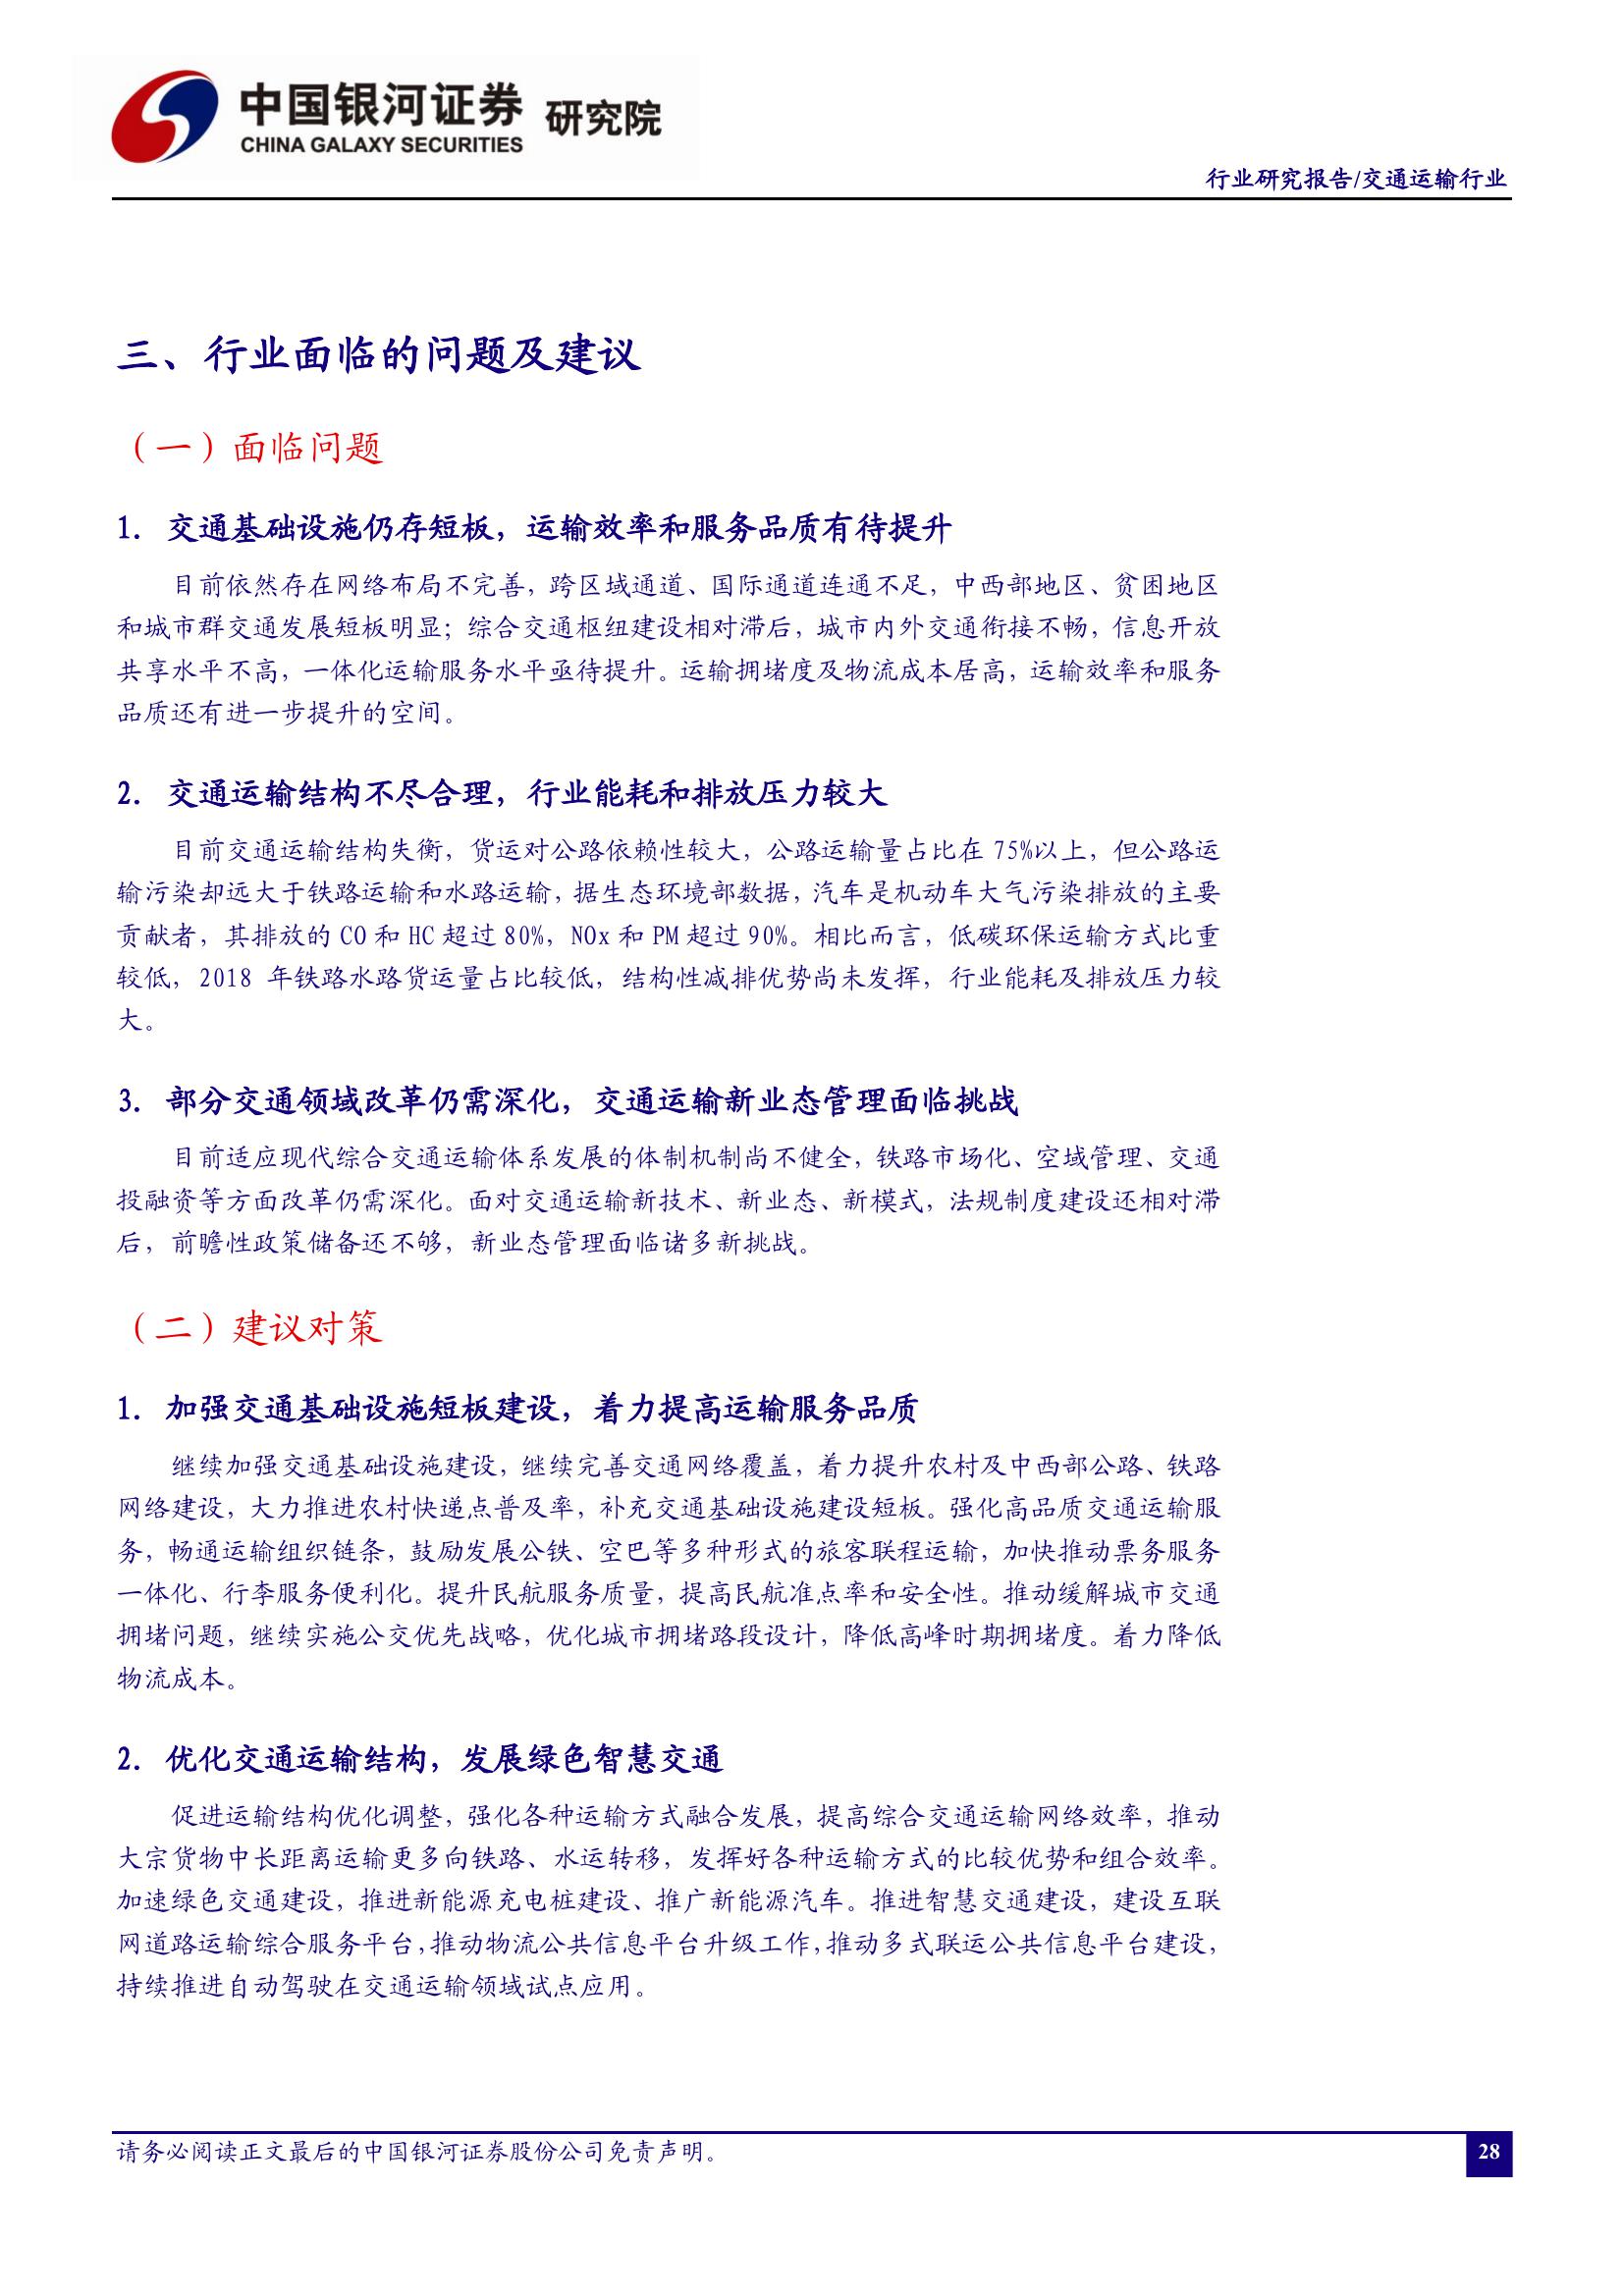 中国银河证券 研究院
CHINA GALAXY SECURITIES
行业研究报告/交通运输行业
三、行业面临的问题及建议
（一）面临问题
1. 交通基础设施仍存短板，运输效率和服务品质有待提升
目前依然存在网络布局不完善，跨区域通道、国际通道连通不足，中西部地区、贫困地区
和城市群交通发展短板明显；综合交通枢纽建设相对滞后，城市内外交通衔接不畅，信息开放
共享水平不高，一体化运输服务水平亟待提升。运输拥堵度及物流成本居高，运输效率和服务
品质还有进一步提升的空间。
2. 交通运输结构不尽合理，行业能耗和排放压力较大
目前交通运输结构失衡，货运对公路依赖性较大，公路运输量占比在 75%以上，但公路运
输污染却远大于铁路运输和水路运输，据生态环境部数据，汽车是机动车大气污染排放的主要
贡献者，其排放的 CO 和 HC 超过 80%，NOx 和 PM 超过 90%。相比而言，低碳环保运输方式比重
较低，2018 年铁路水路货运量占比较低，结构性减排优势尚未发挥，行业能耗及排放压力较
大。
3. 部分交通领域改革仍需深化，交通运输新业态管理面临挑战
目前适应现代综合交通运输体系发展的体制机制尚不健全，铁路市场化、空域管理、交通
投融资等方面改革仍需深化。面对交通运输新技术、新业态、新模式，法规制度建设还相对滞
后，前瞻性政策储备还不够，新业态管理面临诸多新挑战。
（二）建议对策
1. 加强交通基础设施短板建设，着力提高运输服务品质
继续加强交通基础设施建设，继续完善交通网络覆盖，着力提升农村及中西部公路、铁路
网络建设，大力推进农村快递点普及率，补充交通基础设施建设短板。强化高品质交通运输服
务，畅通运输组织链条，鼓励发展公铁、空巴等多种形式的旅客联程运输，加快推动票务服务
一体化、行李服务便利化。提升民航服务质量，提高民航准点率和安全性。推动缓解城市交通
拥堵问题，继续实施公交优先战略，优化城市拥堵路段设计，降低高峰时期拥堵度。着力降低
物流成本。
2. 优化交通运输结构，发展绿色智慧交通
促进运输结构优化调整，强化各种运输方式融合发展，提高综合交通运输网络效率，推动
大宗货物中长距离运输更多向铁路、水运转移，发挥好各种运输方式的比较优势和组合效率。
加速绿色交通建设，推进新能源充电桩建设、推广新能源汽车。推进智慧交通建设，建设互联
网道路运输综合服务平台，推动物流公共信息平台升级工作，推动多式联运公共信息平台建设，
持续推进自动驾驶在交通运输领域试点应用。
请务必阅读正文最后的中国银河证券股份公司免责声明。
28